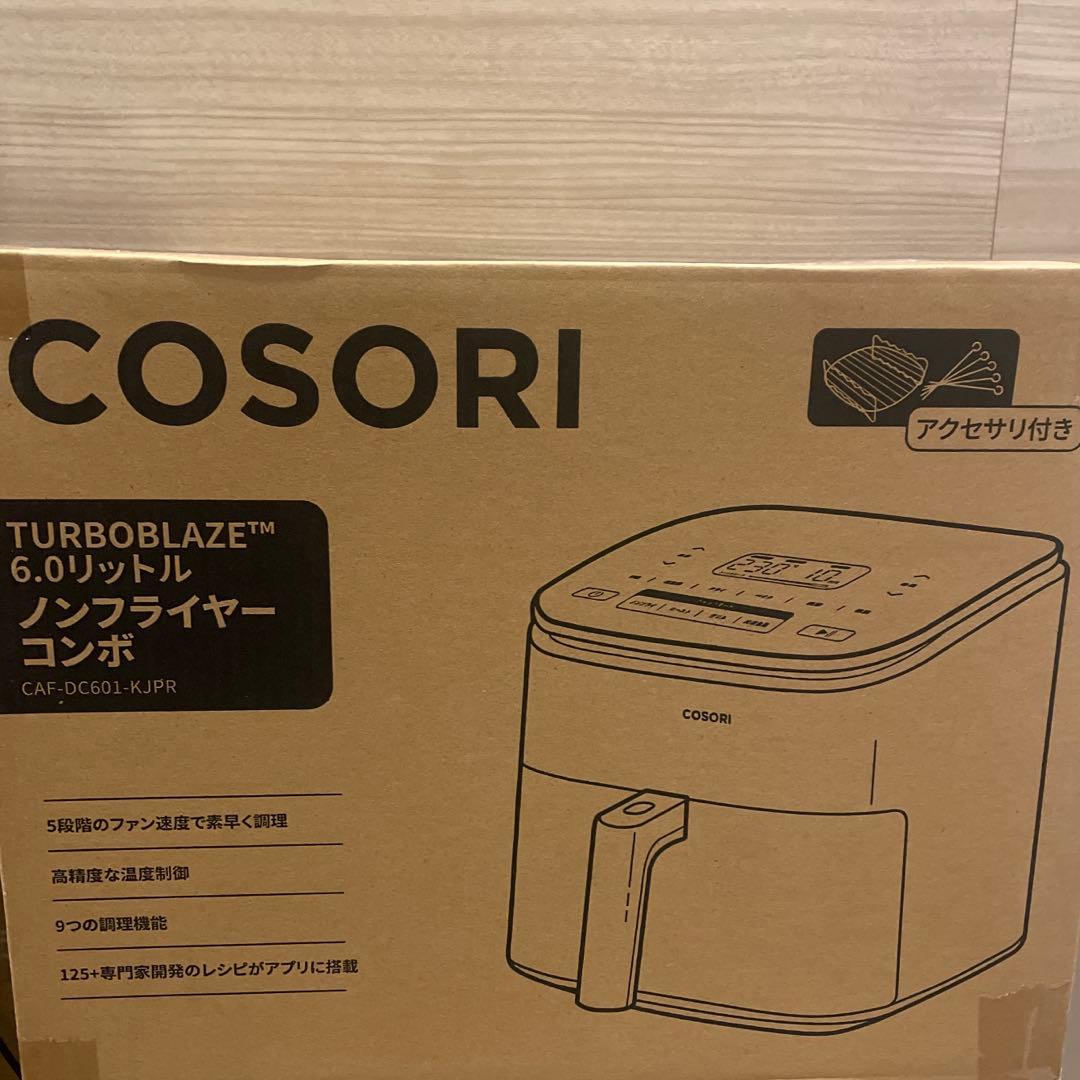 COSORI
アクセサリ付き
TURBOBLAZE™
6.0リットル
ノンフライヤー
コンボ
CAF-DC601-KJPR
230° 10
COSORI
5段階のファン速度で素早く調理
高精度な温度制御
9つの調理機能
125+専門家開発のレシピがアプリに搭載